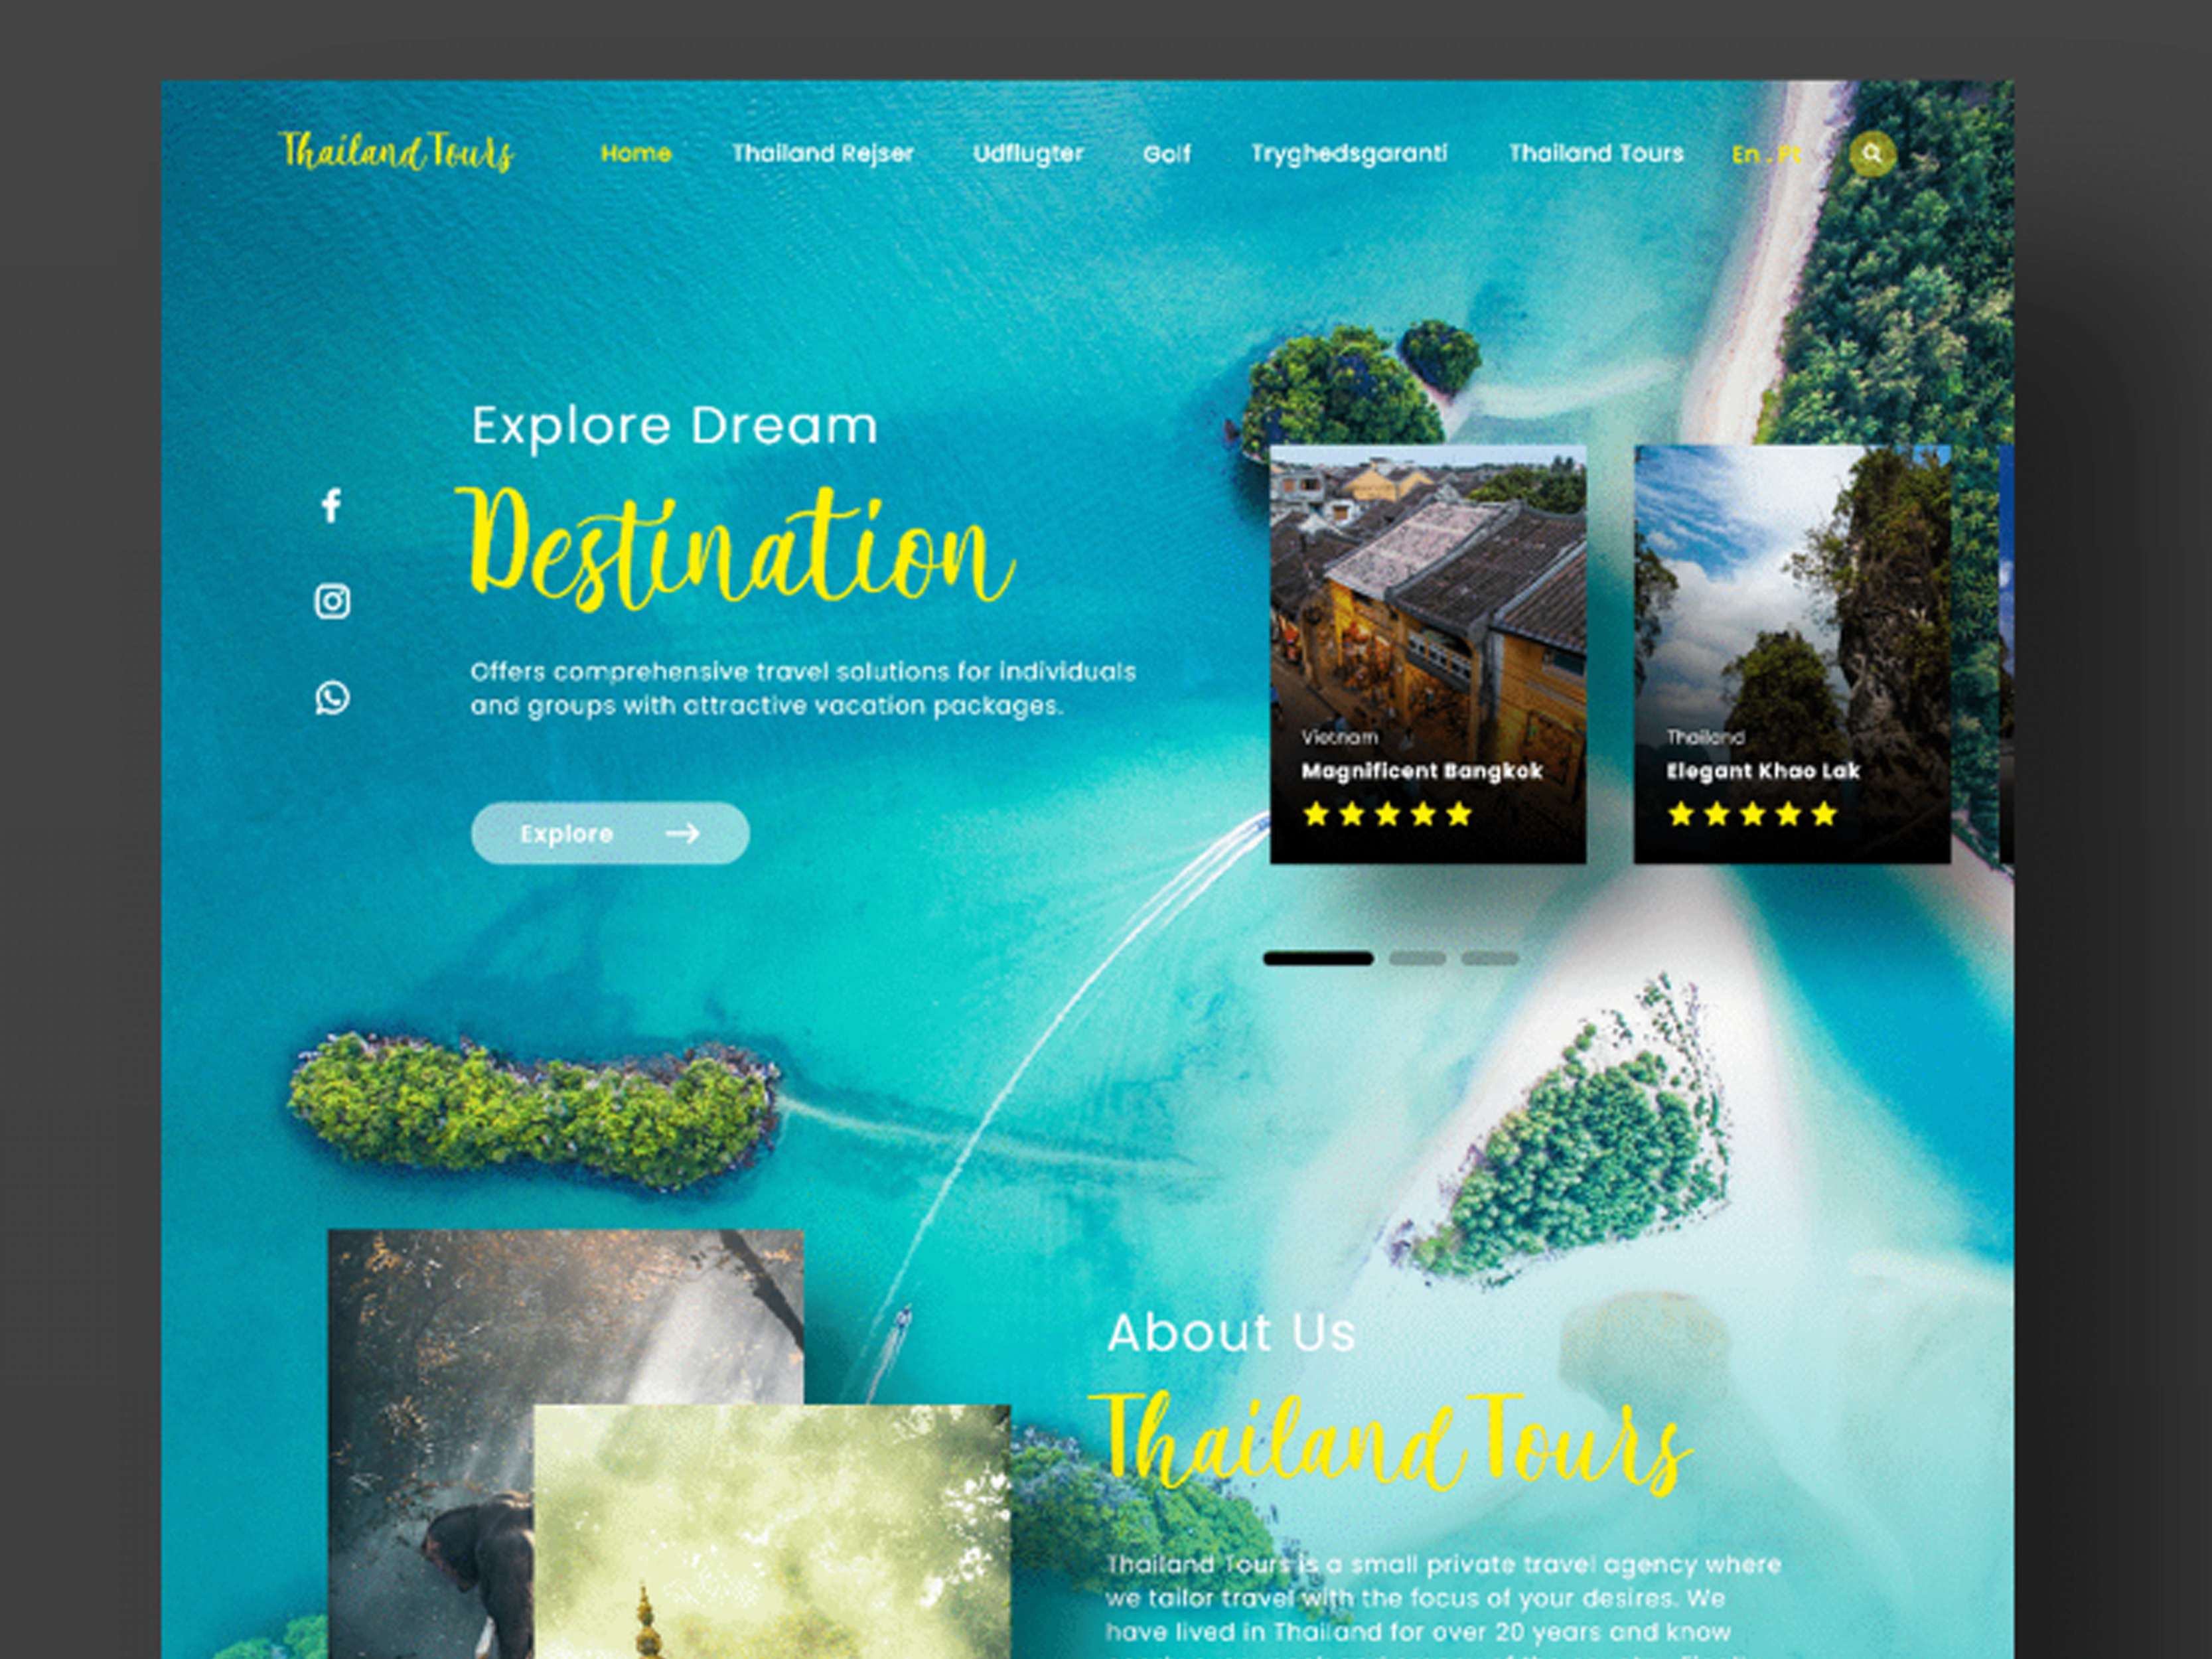 Thailand Tours
Home
Thailand Rejser
Udflugter
Golf
Tryghedsgaranti
Thailand Tours
En . Pt
Explore Dream
Destination
Offers comprehensive travel solutions for individuals
and groups with attractive vacation packages.
Explore
Vietnam
Magnificent Bangkok
Thailand
Elegant Khao Lak
About Us
Thailand Tours
Thailand Tours is a small private travel agency where
we tailor travel with the focus of your desires. We
have lived in Thailand for over 20 years and know